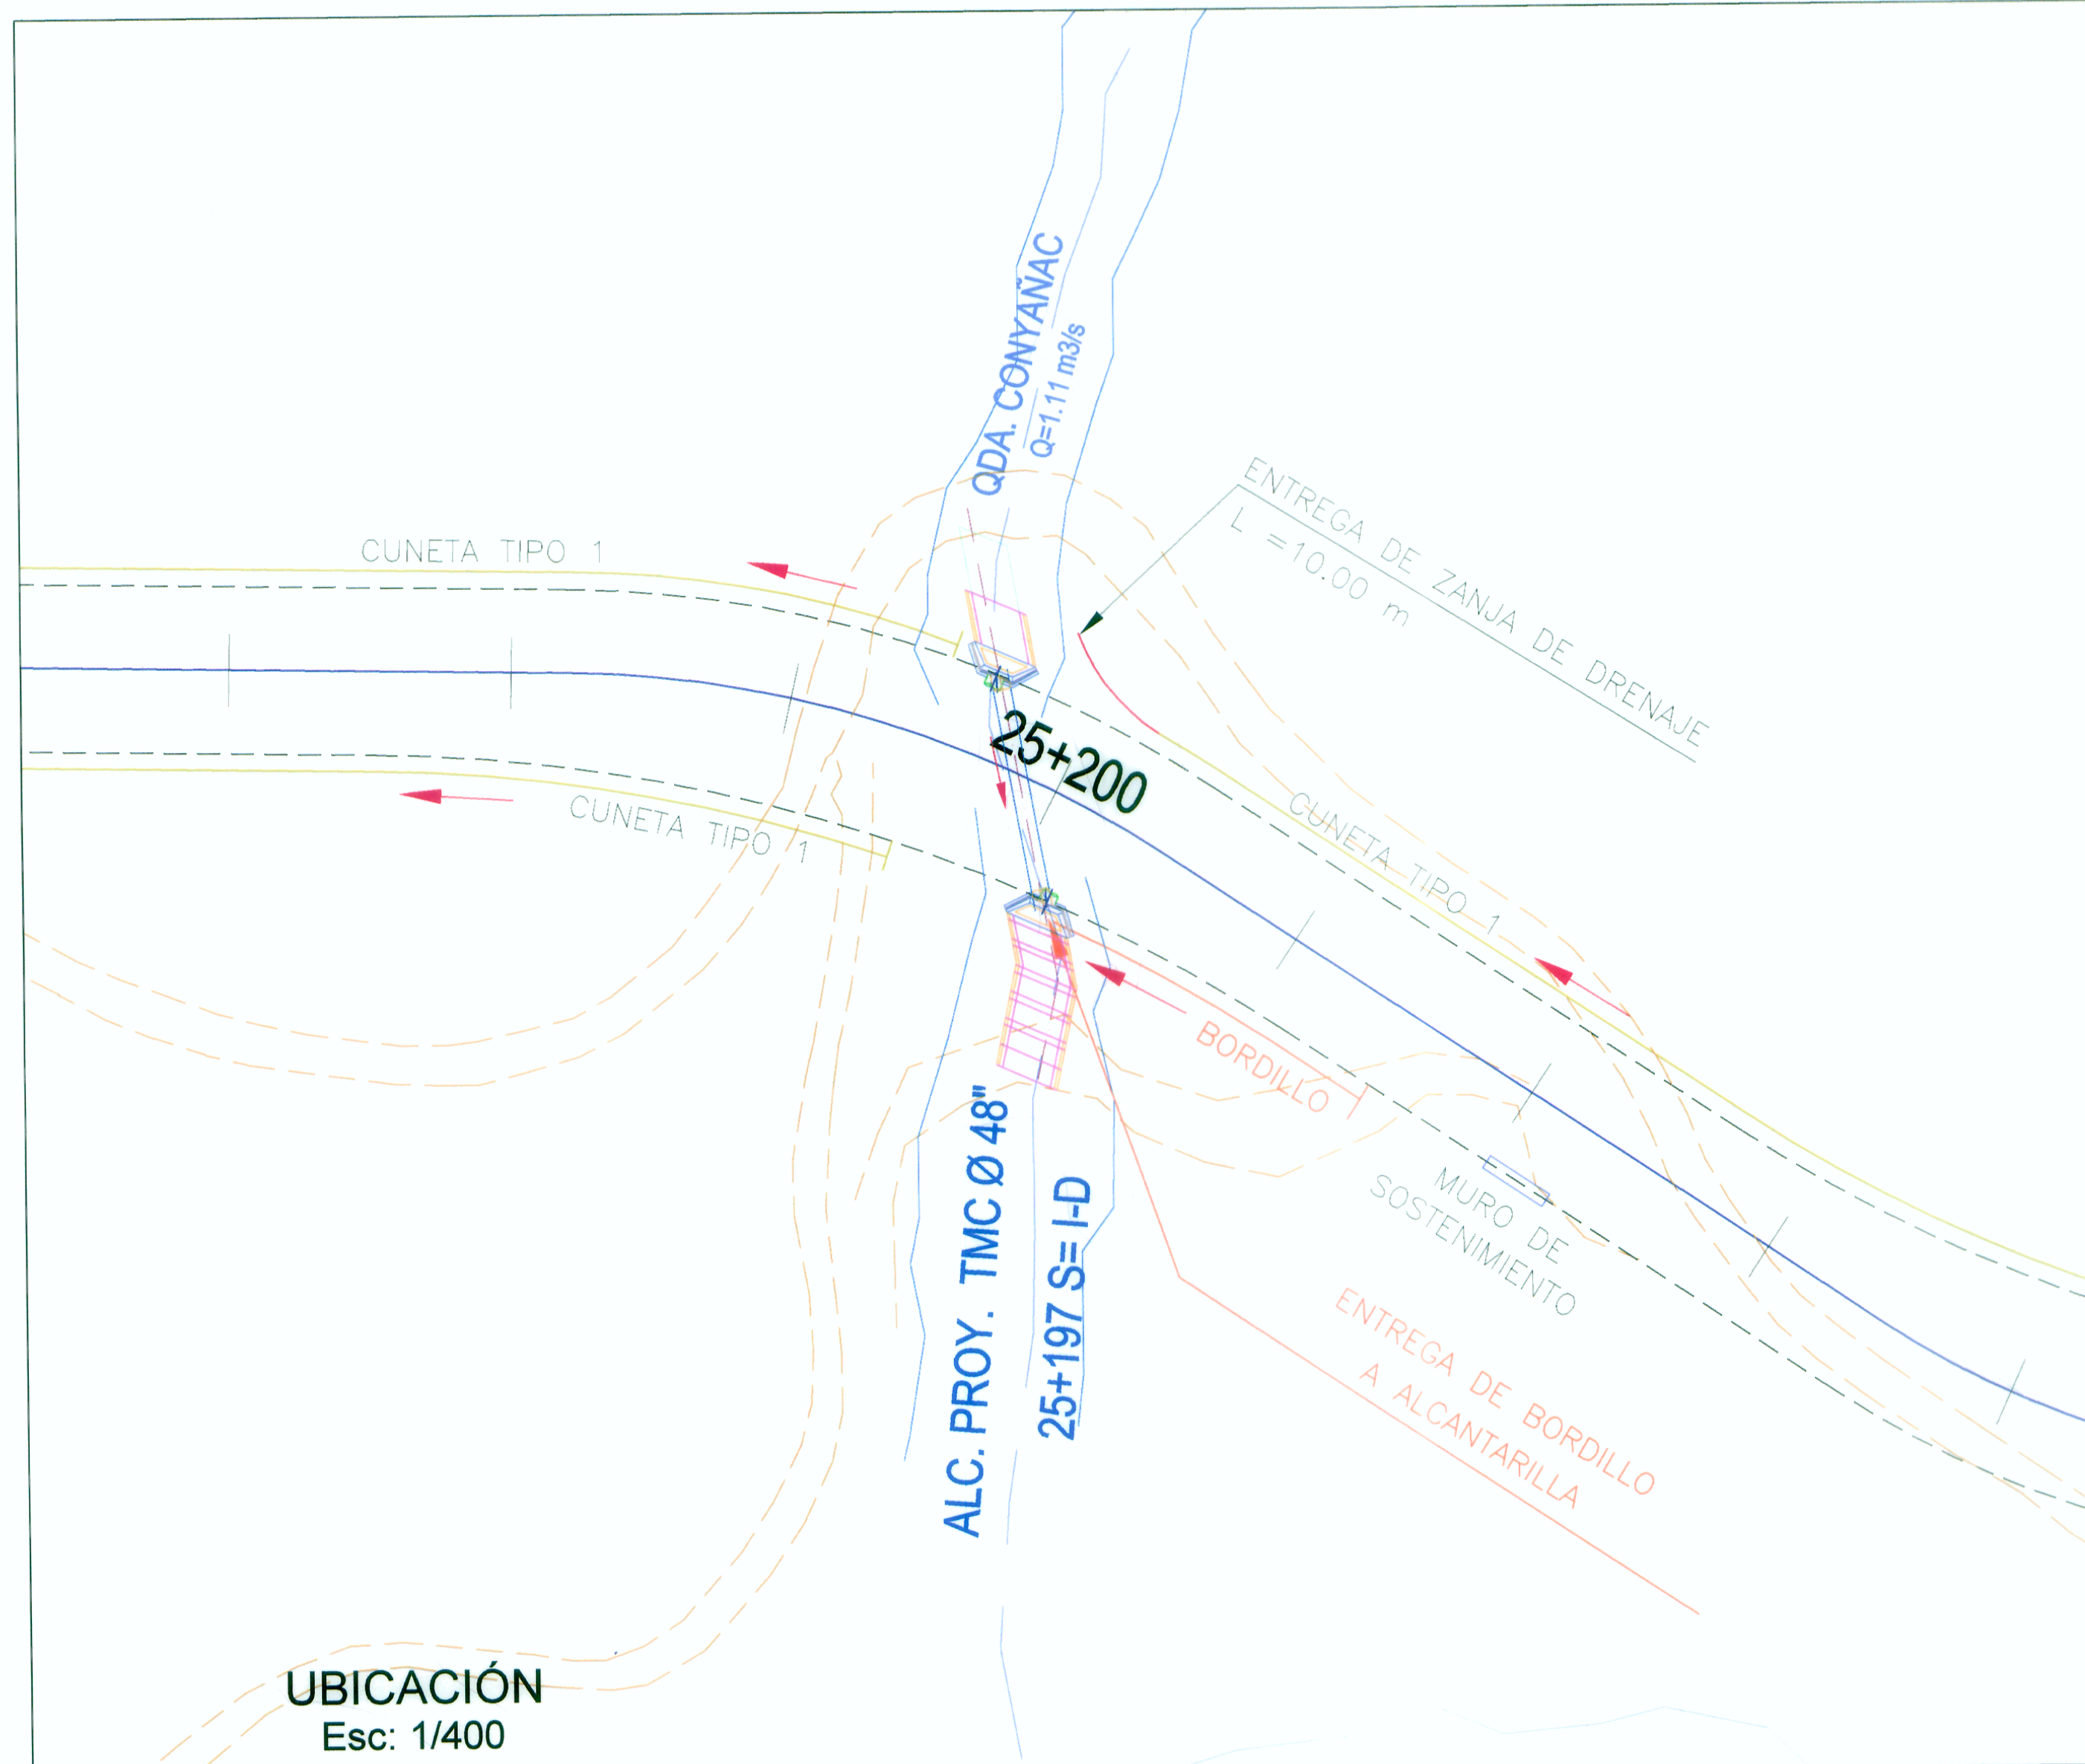 QDA. CONYAÑAC
Q=1.11 m3/s
ENTREGA DE ZANJA DE DRENAJE
L =10.00 m
CUNETA TIPO 1
25+200
CUNETA TIPO 1
CUNETA TIPO 1
BORDILLO
MURO DE
SOSTENIMIENTO
ALC. PROY. TMC Ø 48"
25+197 S= I-D
ENTREGA DE BORDILLO
A ALCANTARILLA
UBICACIÓN
Esc: 1/400